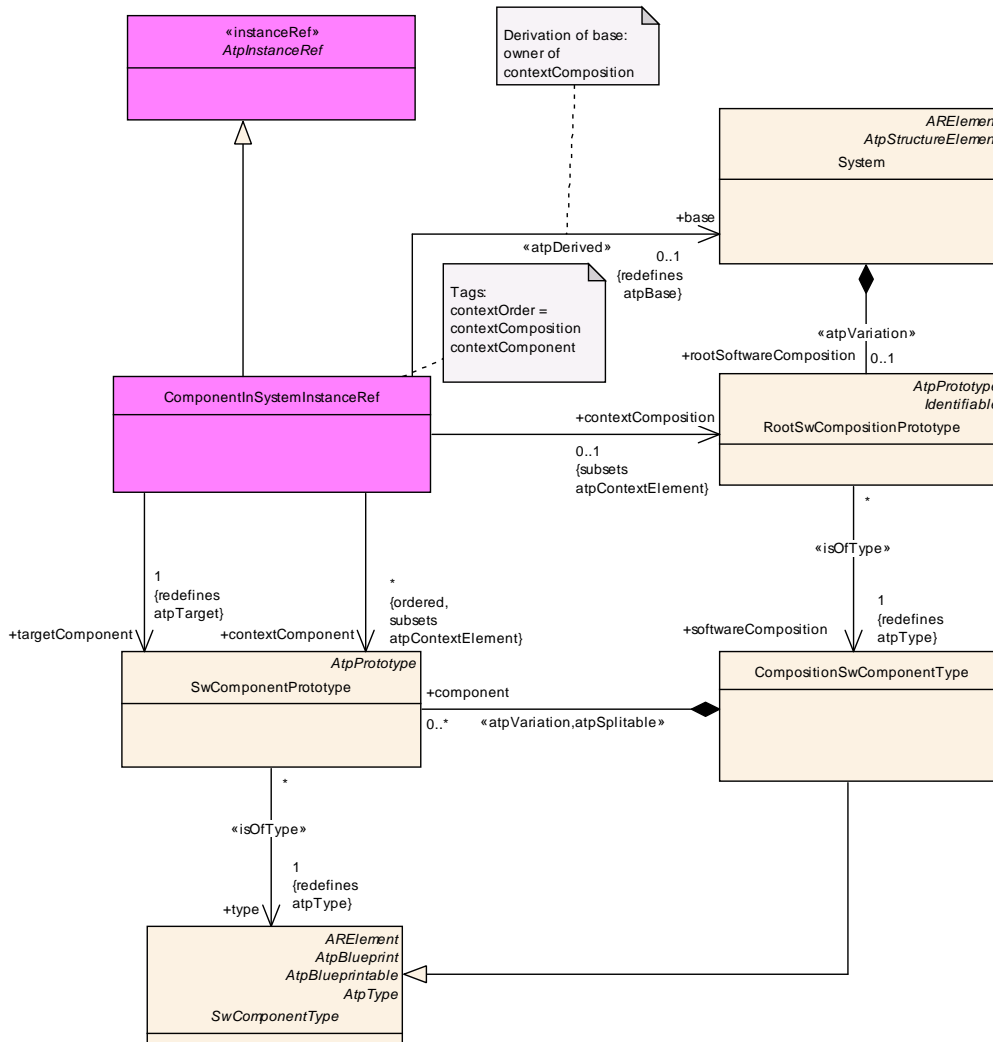 «instanceRef»
AtpInstanceRef
Derivation of base:
owner of
contextComposition
ARElement
AtpStructureElement
System
+base
«atpDerived»
0..1
{redefines
atpBase}
Tags:
contextOrder =
contextComposition
contextComponent
«atpVariation»
+rootSoftwareComposition
0..1
ComponentInSystemInstanceRef
AtpPrototype
Identifiable
RootSwCompositionPrototype
+contextComposition
0..1
{subsets
atpContextElement}
*
«isOfType»
1
{redefines
atpTarget}
+targetComponent
*
{ordered,
subsets
atpContextElement}
+contextComponent
1
{redefines
atpType}
+softwareComposition
AtpPrototype
SwComponentPrototype
CompositionSwComponentType
+component
0..*
«atpVariation,atpSplitable»
*
«isOfType»
1
{redefines
atpType}
+type
ARElement
AtpBlueprint
AtpBlueprintable
AtpType
SwComponentType